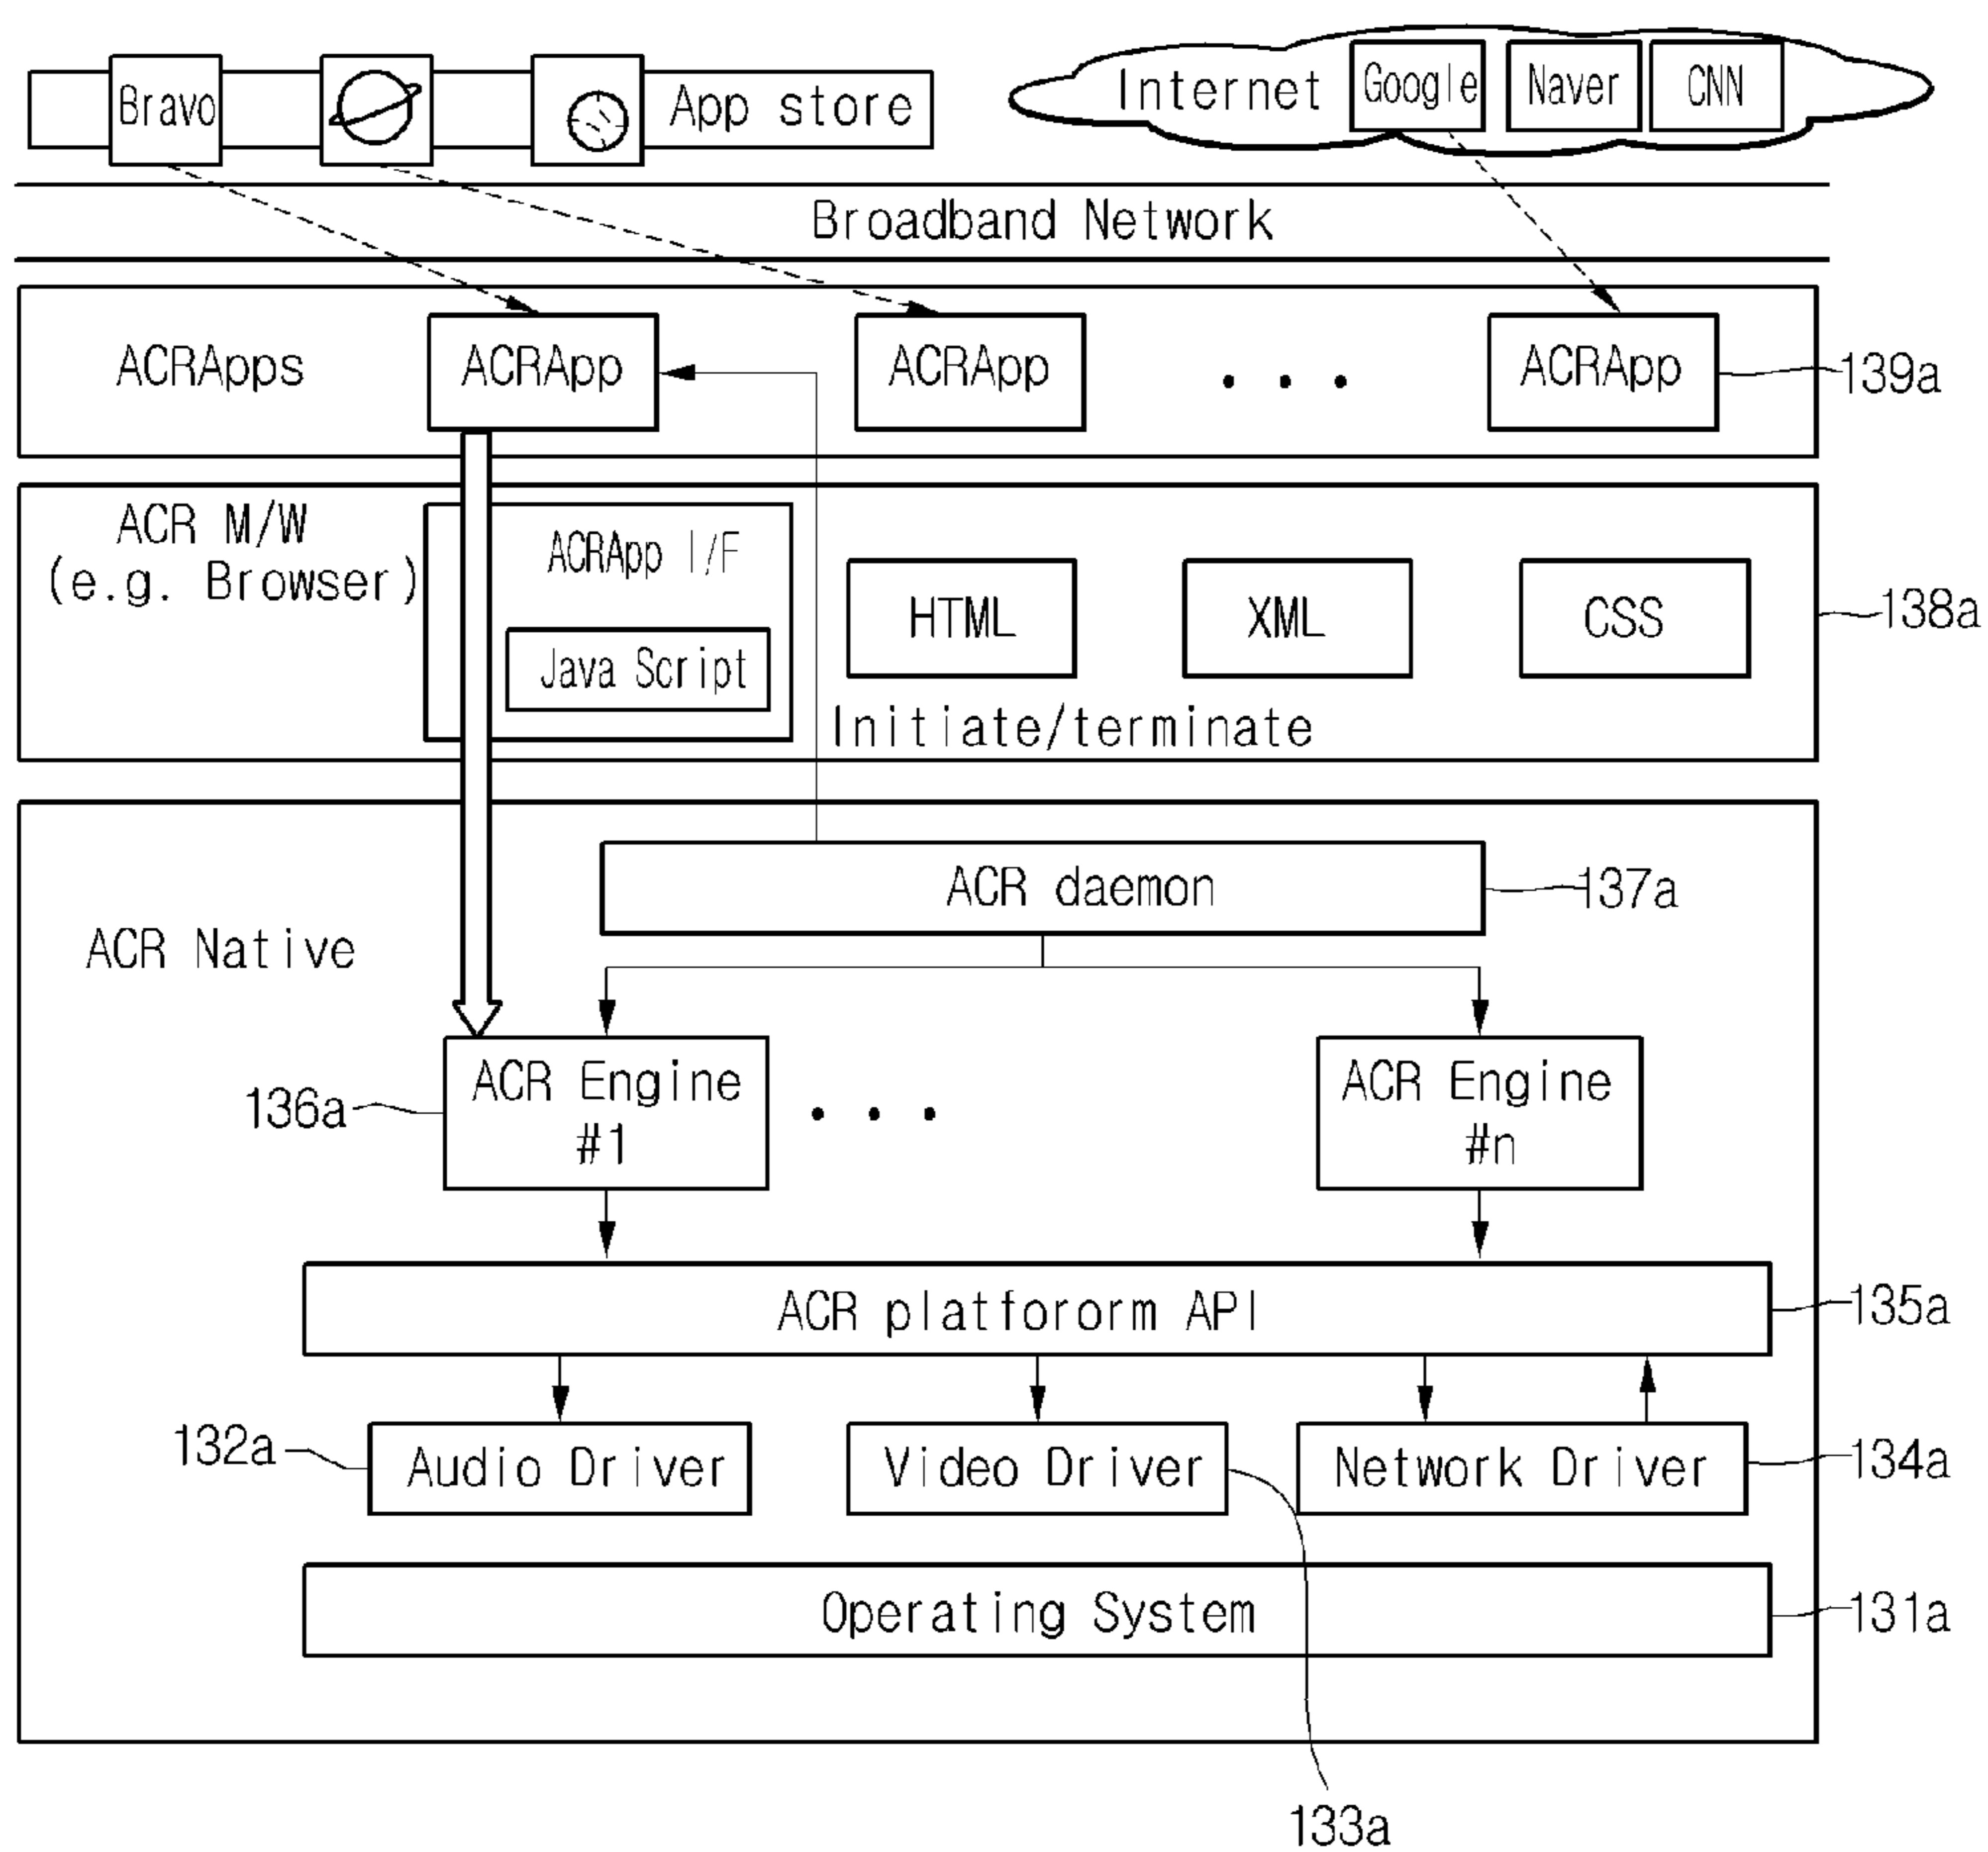 Bravo
App store
Internet
Google
Naver
CNN
Broadband Network
ACRApps
ACRApp
ACRApp
ACRApp
139a
ACR M/W
(e.g. Browser)
ACRApp I/F
Java Script
HTML
XML
CSS
138a
Initiate/terminate
ACR daemon
137a
ACR Native
136a
ACR Engine
#1
ACR Engine
#n
ACR platfororm API
135a
132a
Audio Driver
Video Driver
Network Driver
134a
Operating System
131a
133a